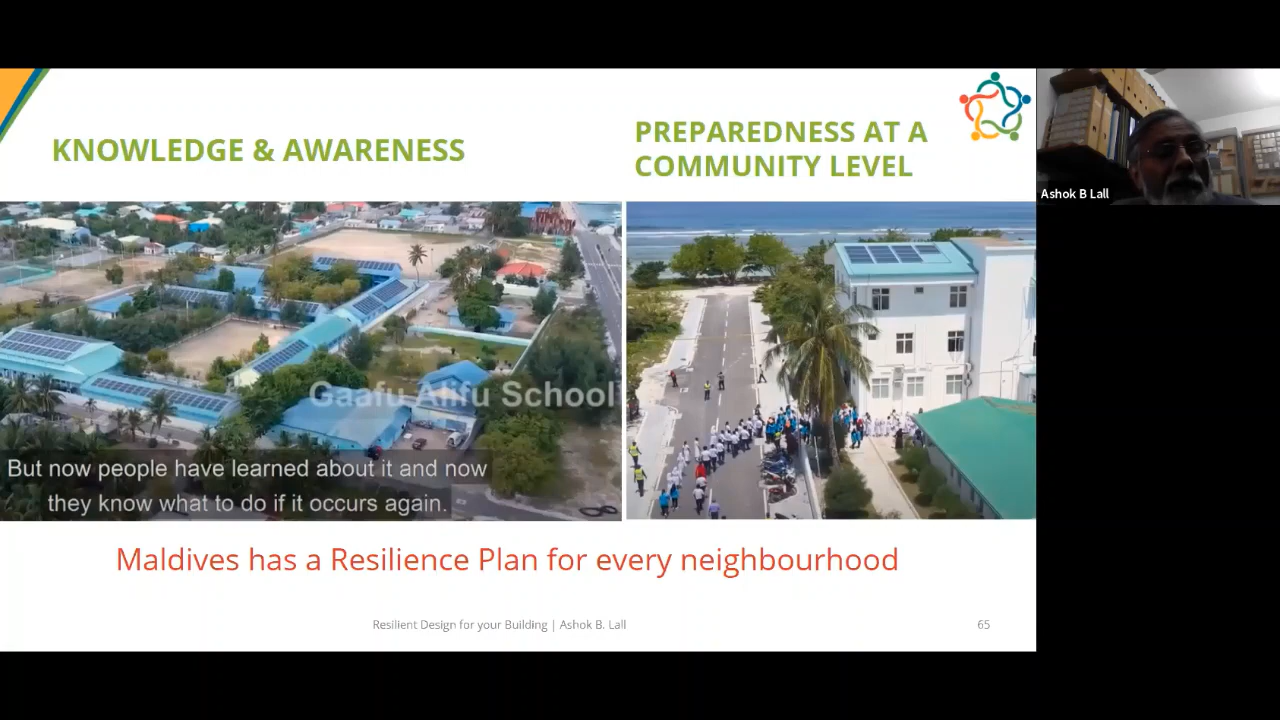 KNOWLEDGE & AWARENESS
PREPAREDNESS AT A
COMMUNITY LEVEL
Ashok B Lall
Gaafu Alifu School
But now people have learned about it and now
they know what to do if it occurs again.
Maldives has a Resilience Plan for every neighbourhood
Resilient Design for your Building | Ashok B. Lall
65